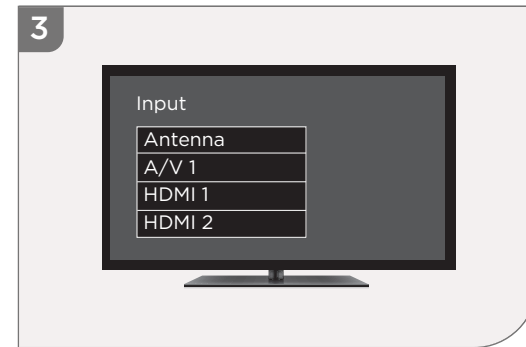 3
Input
Antenna
A/V 1
HDMI 1
HDMI 2